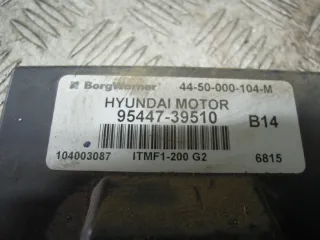 BorgWarner 44-50-000-104-M
HYUNDAI MOTOR
95447-39510 B14
104003087 ITMF1-200 G2 6815